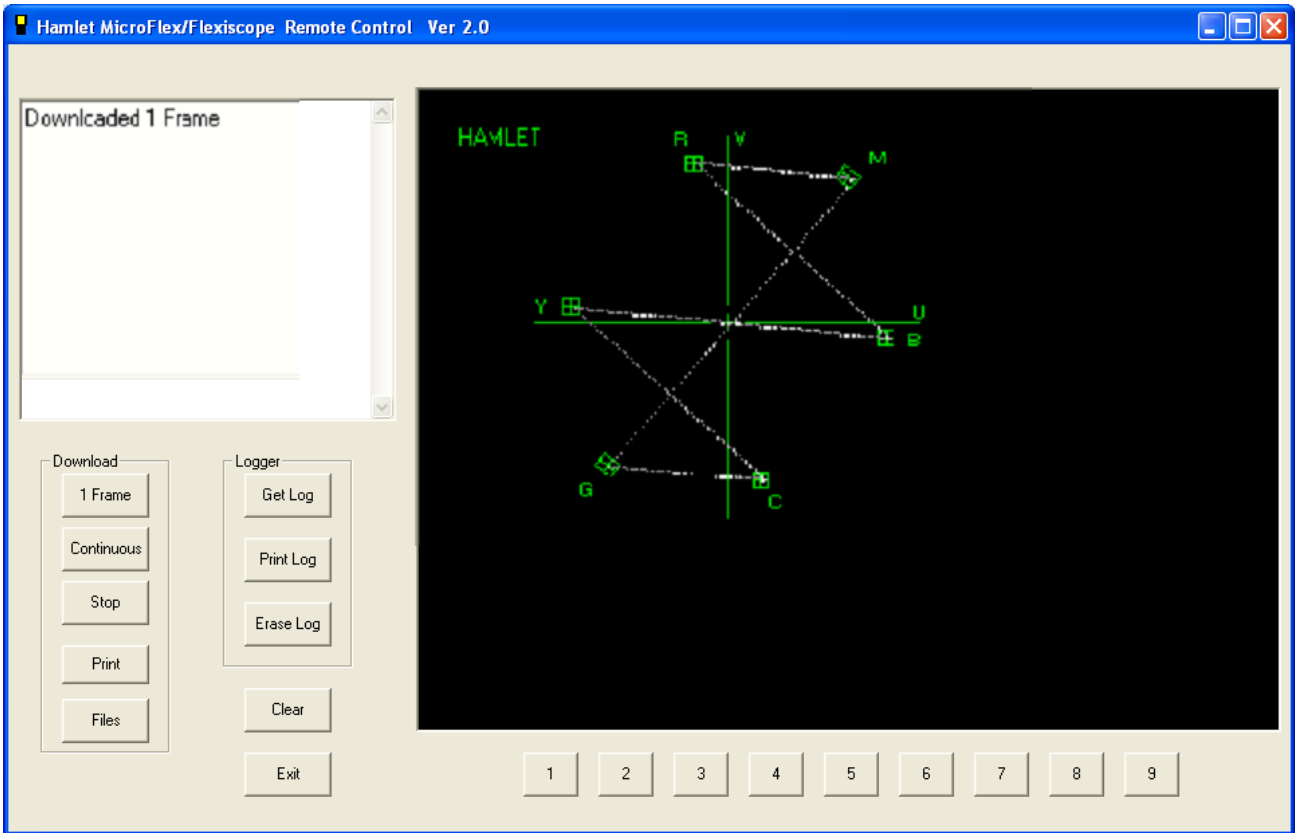 Hamlet MicroFlex/Flexiscope Remote Control Ver 2.0
Downlcaded 1 Frame
HAMLET
R V M
Y U
B
G
C
Download
1 Frame
Continuous
Stop
Print
Files
Logger
Get Log
Print Log
Erase Log
Clear
Exit
1 2 3 4 5 6 7 8 9